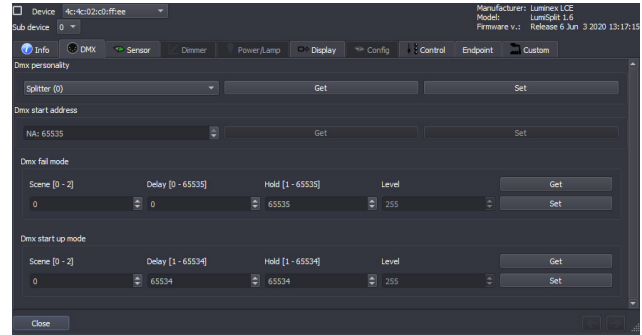 Device 4c:4c:02:c0:ff:ee Manufacturer: Luminex LCE
Model: LumiSplit 1.6
Sub device 0 Firmware v.: Release 6 Jun 3 2020 13:17:15
Info DMX Sensor Dimmer Power/Lamp Display Config Control Endpoint Custom
Dmx personality
Splitter (0) Get Set
Dmx start address
NA: 65535 Get Set
Dmx fail mode
Scene [0 - 2] Delay [0 - 65535] Hold [1 - 65535] Level Get
0 0 65535 255 Set
Dmx start up mode
Scene [0 - 2] Delay [1 - 65534] Hold [1 - 65534] Level Get
0 65534 65534 255 Set
Close